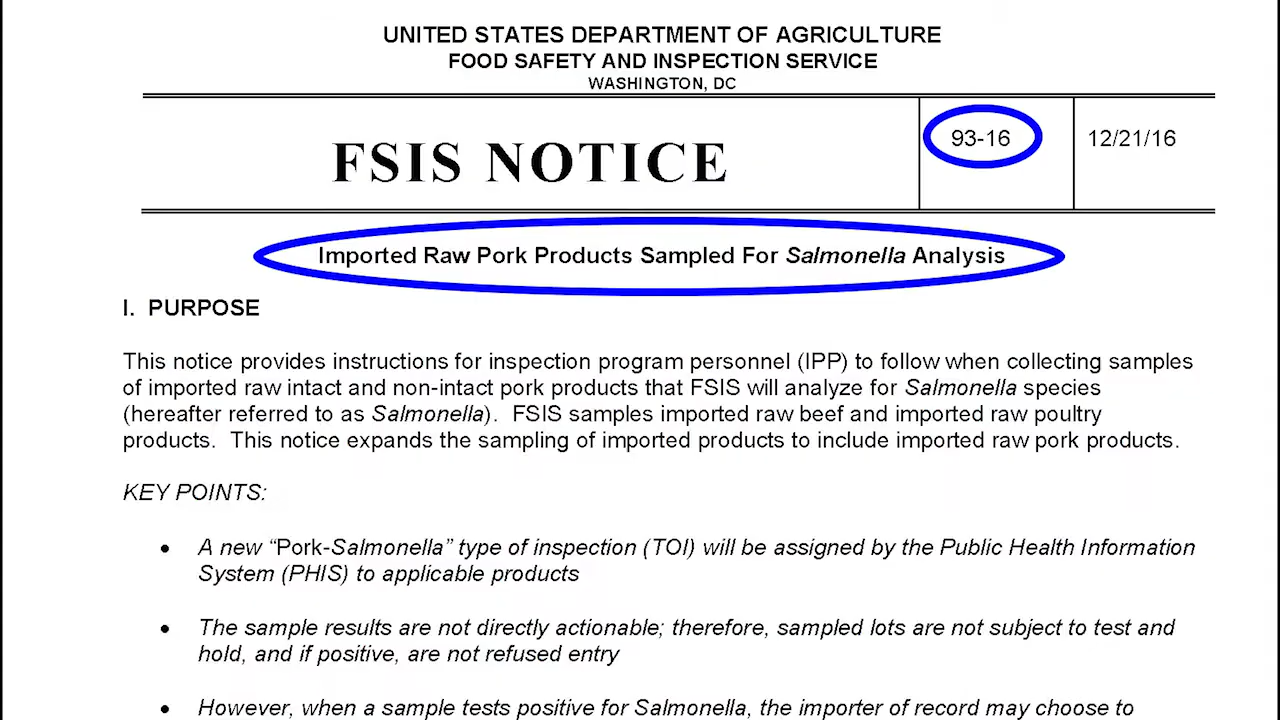 UNITED STATES DEPARTMENT OF AGRICULTURE
FOOD SAFETY AND INSPECTION SERVICE
WASHINGTON, DC
FSIS NOTICE
93-16
12/21/16
Imported Raw Pork Products Sampled For Salmonella Analysis
I. PURPOSE
This notice provides instructions for inspection program personnel (IPP) to follow when collecting samples
of imported raw intact and non-intact pork products that FSIS will analyze for Salmonella species
(hereafter referred to as Salmonella). FSIS samples imported raw beef and imported raw poultry
products. This notice expands the sampling of imported products to include imported raw pork products.
KEY POINTS:
• A new “Pork-Salmonella” type of inspection (TOI) will be assigned by the Public Health Information
System (PHIS) to applicable products
• The sample results are not directly actionable; therefore, sampled lots are not subject to test and
hold, and if positive, are not refused entry
• However, when a sample tests positive for Salmonella, the importer of record may choose to